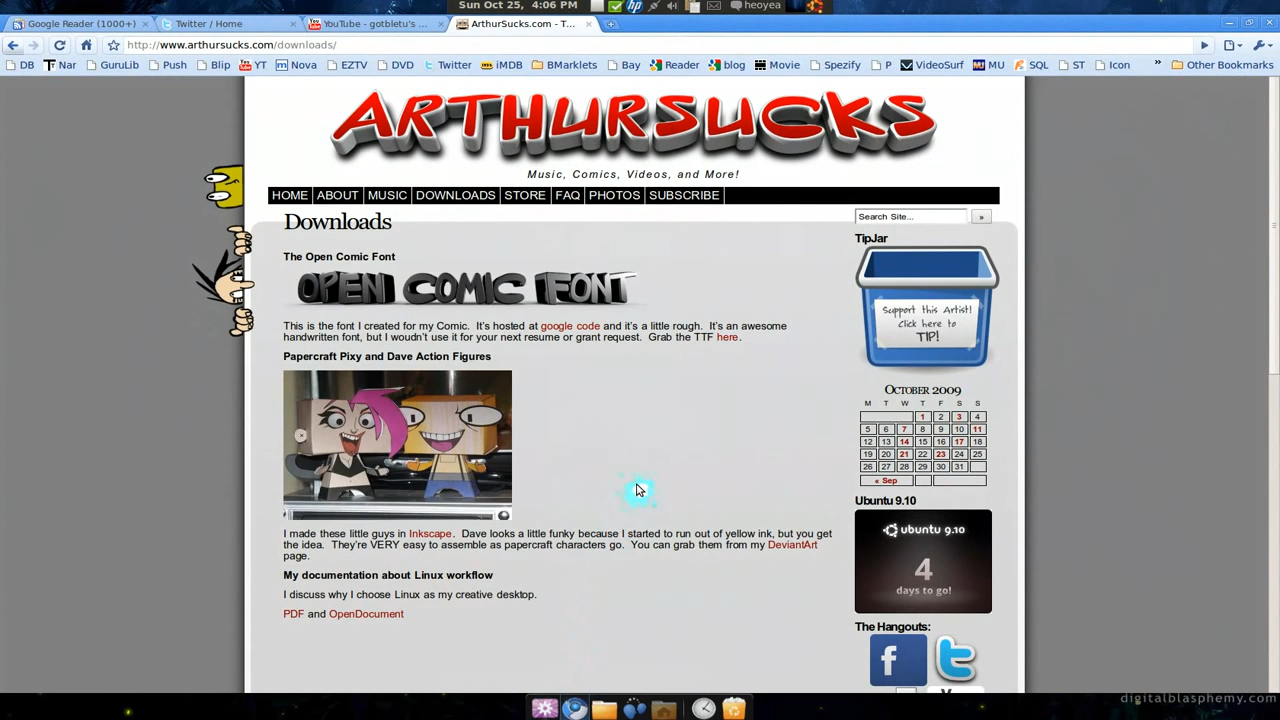 Sun Oct 25, 4:06 PM
heoyea
Google Reader (1000+)
Twitter / Home
YouTube - gotbletu's ...
ArthurSucks.com - T...
http://www.arthursucks.com/downloads/
DB Nar GuruLib Push Blip YT Nova EZTV DVD Twitter iMDB BMarklets Bay Reader blog Movie Spezify P VideoSurf MU SQL ST Icon » Other Bookmarks
ARTHURSUCKS
Music, Comics, Videos, and More!
HOME ABOUT MUSIC DOWNLOADS STORE FAQ PHOTOS SUBSCRIBE
Downloads
The Open Comic Font
OPEN COMIC FONT
This is the font I created for my Comic. It's hosted at google code and it's a little rough. It's an awesome
handwritten font, but I woudn't use it for your next resume or grant request. Grab the TTF here.
Papercraft Pixy and Dave Action Figures
I made these little guys in Inkscape. Dave looks a little funky because I started to run out of yellow ink, but you get
the idea. They're VERY easy to assemble as papercraft characters go. You can grab them from my DeviantArt
page.
My documentation about Linux workflow
I discuss why I choose Linux as my creative desktop.
PDF and OpenDocument
Search Site... »
TipJar
Support this Artist!
Click here to
TIP!
October 2009
M T W T F S S
1 2 3 4
5 6 7 8 9 10 11
12 13 14 15 16 17 18
19 20 21 22 23 24 25
26 27 28 29 30 31
« Sep
Ubuntu 9.10
ubuntu 9.10
4
days to go!
The Hangouts:
f t
digitalblasphemy.com